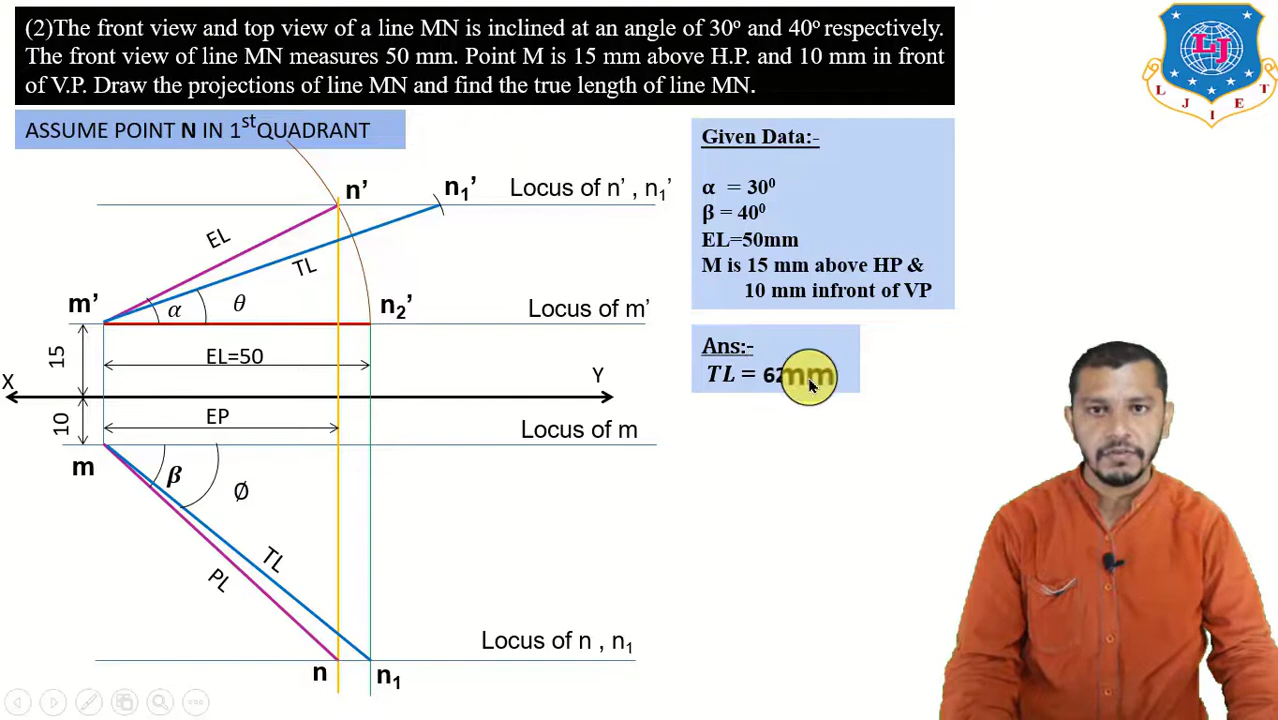 (2)The front view and top view of a line MN is inclined at an angle of 30º and 40º respectively.
The front view of line MN measures 50 mm. Point M is 15 mm above H.P. and 10 mm in front
of V.P. Draw the projections of line MN and find the true length of line MN.
ASSUME POINT N IN 1st QUADRANT
L J I E T
LJ
Given Data:-
α = 30⁰
β = 40⁰
EL=50mm
M is 15 mm above HP &
10 mm infront of VP
Ans:-
TL = 62mm
n’
n₁’
Locus of n’ , n₁’
EL
TL
m’
α
θ
n₂’
Locus of m’
15
EL=50
X
Y
10
EP
Locus of m
m
β
Ø
TL
PL
Locus of n , n₁
n
n₁